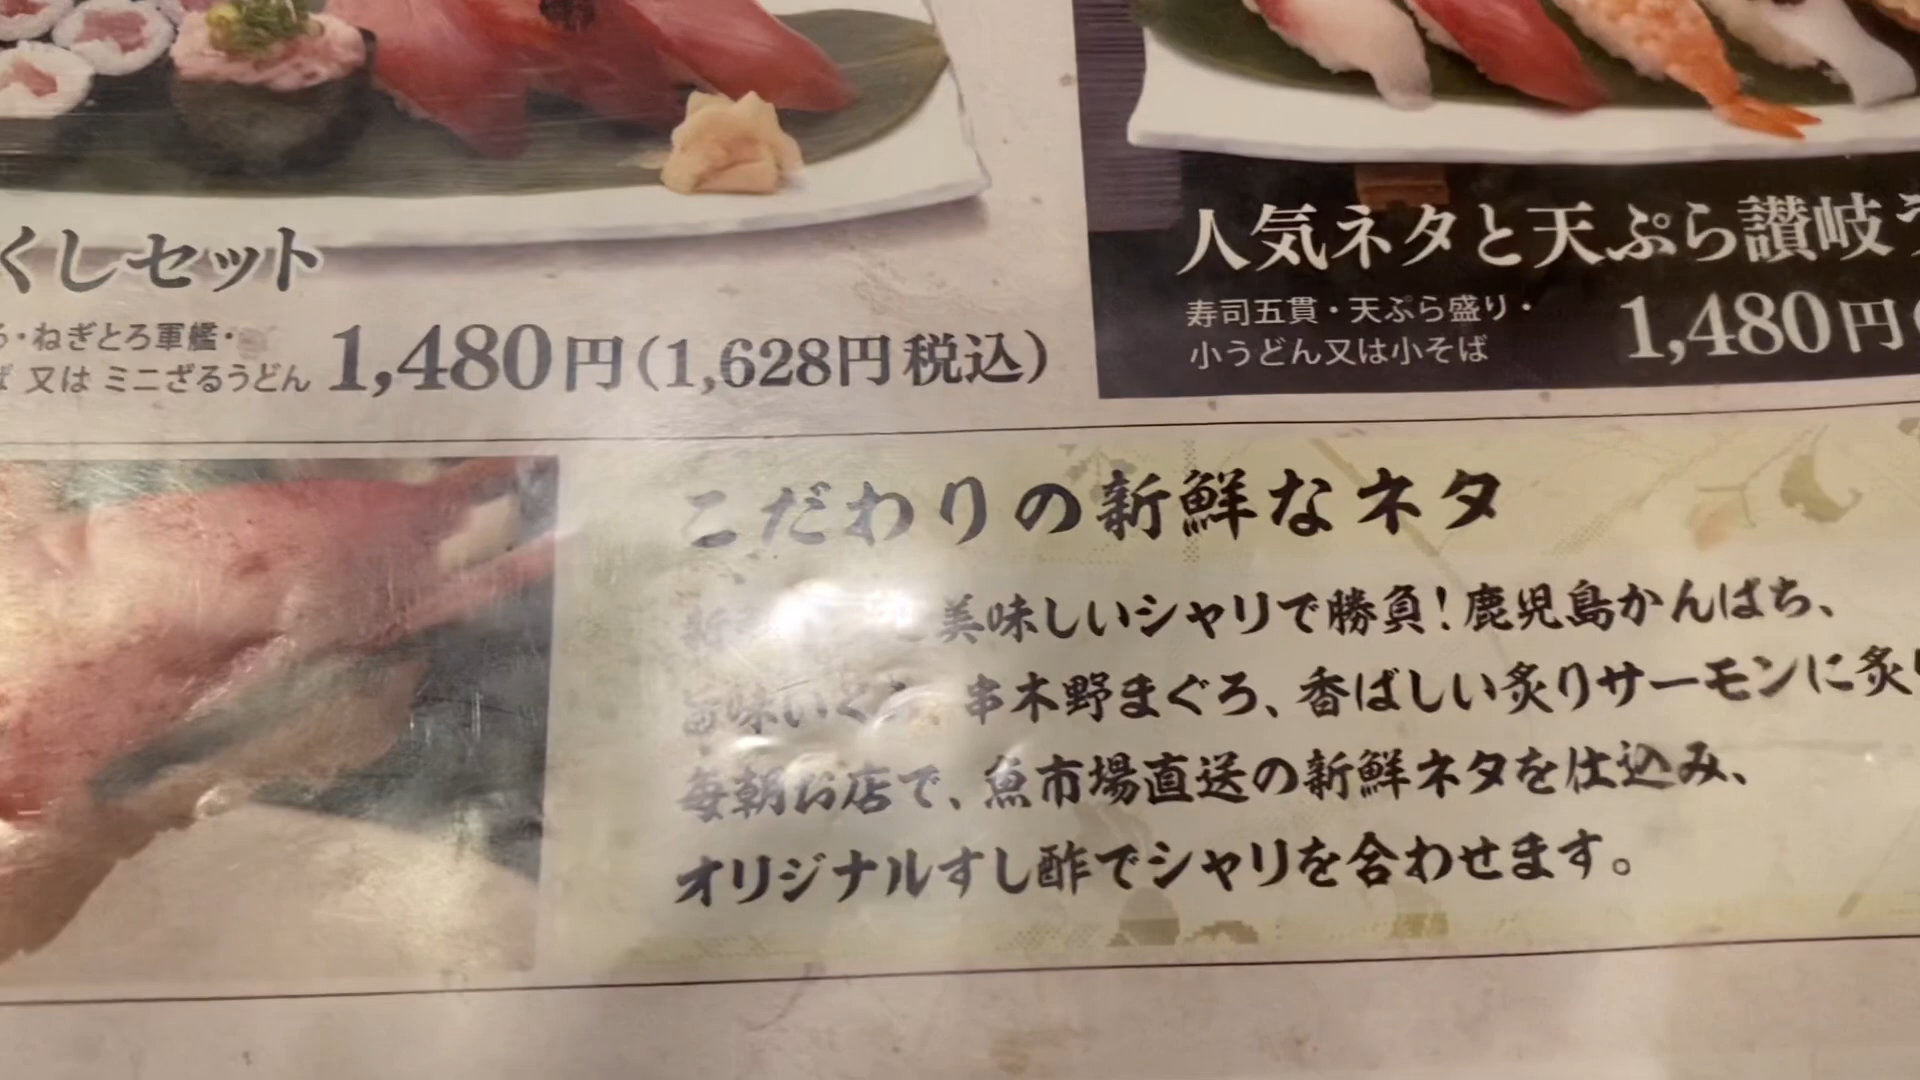 くしセット
・ねぎとろ軍艦・
又は ミニざるうどん
1,480円(1,628円税込)
人気ネタと天ぷら讃岐
寿司五貫・天ぷら盛り・
小うどん又は小そば
1,480円(
こだわりの新鮮なネタ
美味しいシャリで勝負!鹿児島かんばち、
串木野まぐろ、香ばしい炙りサーモンに炙
毎朝お店で、魚市場直送の新鮮ネタを仕込み、
オリジナルすし酢でシャリを合わせます。